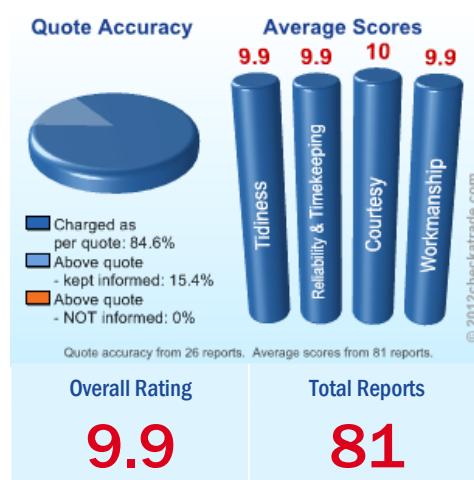 Quote Accuracy
Average Scores
9.9 9.9 10 9.9
Tidiness
Reliability & Timekeeping
Courtesy
Workmanship
Charged as
per quote: 84.6%
Above quote
- kept informed: 15.4%
Above quote
- NOT informed: 0%
© 2012checkatrade.com
Quote accuracy from 26 reports. Average scores from 81 reports.
Overall Rating
Total Reports
9.9
81